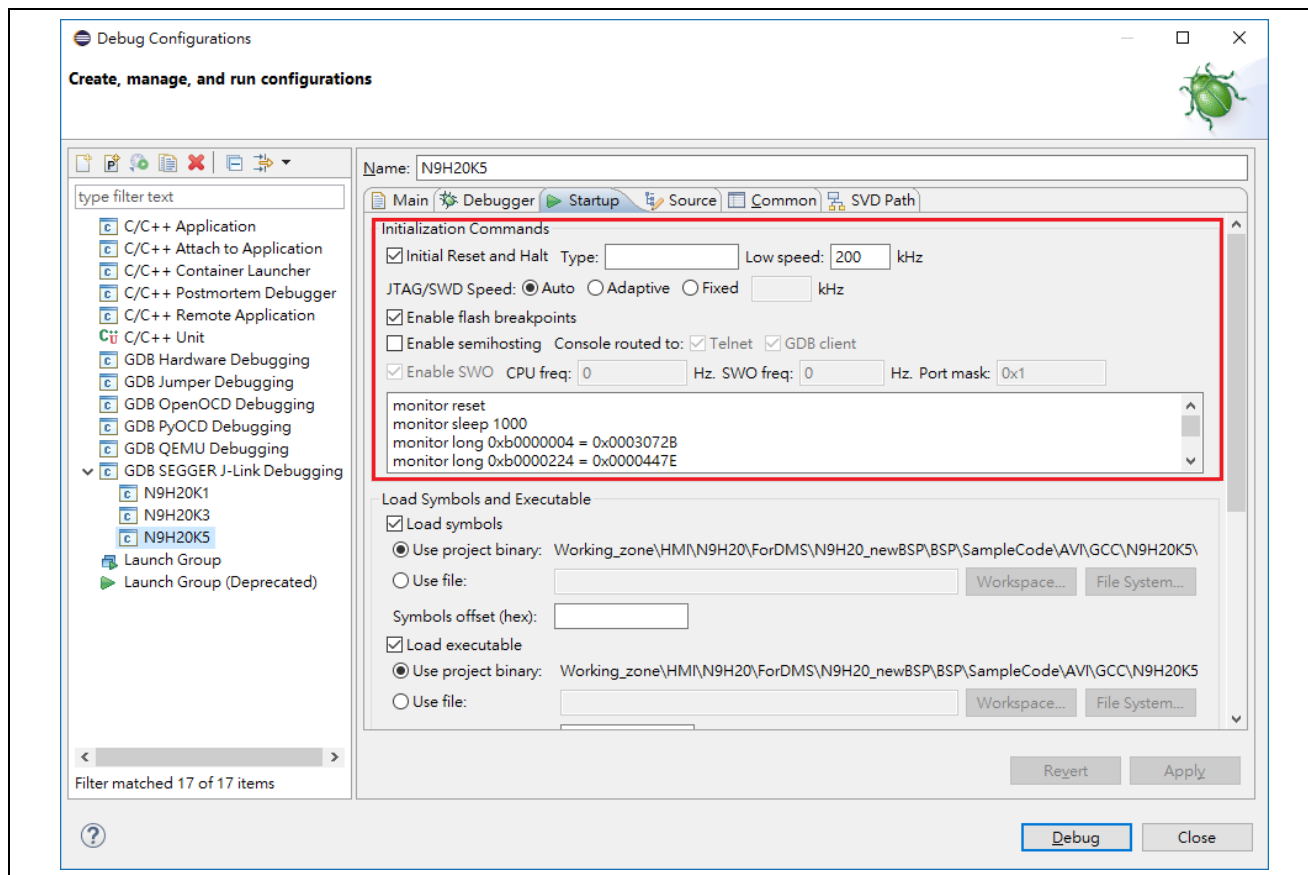 Debug Configurations
Create, manage, and run configurations
type filter text
C/C++ Application
C/C++ Attach to Application
C/C++ Container Launcher
C/C++ Postmortem Debugger
C/C++ Remote Application
C/C++ Unit
GDB Hardware Debugging
GDB Jumper Debugging
GDB OpenOCD Debugging
GDB PyOCD Debugging
GDB QEMU Debugging
GDB SEGGER J-Link Debugging
N9H20K1
N9H20K3
N9H20K5
Launch Group
Launch Group (Deprecated)
Filter matched 17 of 17 items
Name: N9H20K5
Main Debugger Startup Source Common SVD Path
Initialization Commands
Initial Reset and Halt Type: Low speed: 200 kHz
JTAG/SWD Speed: Auto Adaptive Fixed kHz
Enable flash breakpoints
Enable semihosting Console routed to: Telnet GDB client
Enable SWO CPU freq: 0 Hz. SWO freq: 0 Hz. Port mask: 0x1
monitor reset
monitor sleep 1000
monitor long 0xb0000004 = 0x0003072B
monitor long 0xb0000224 = 0x0000447E
Load Symbols and Executable
Load symbols
Use project binary: Working_zone\HMI\N9H20\ForDMS\N9H20_newBSP\BSP\SampleCode\AVI\GCC\N9H20K5\
Use file: Workspace... File System...
Symbols offset (hex):
Load executable
Use project binary: Working_zone\HMI\N9H20\ForDMS\N9H20_newBSP\BSP\SampleCode\AVI\GCC\N9H20K5
Use file: Workspace... File System...
Revert Apply
Debug Close